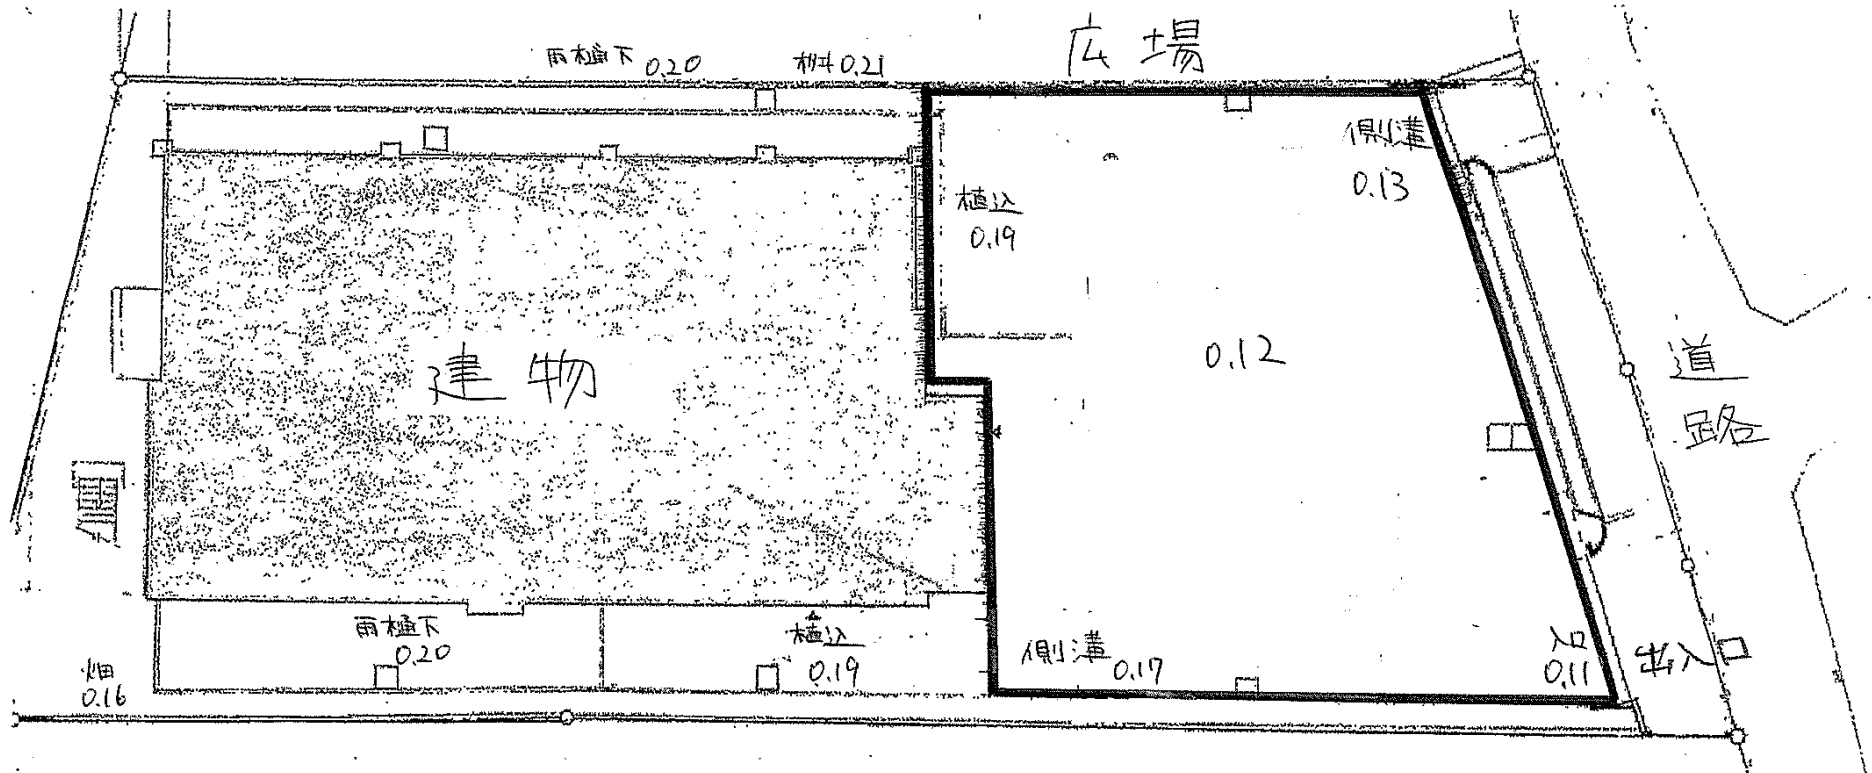 広場
雨樋下 0.20
桝 0.21
側溝
0.13
植込
0.19
0.12
建物
道
路
雨樋下
0.20
植込
0.19
畑
0.16
側溝 0.17
入口
0.11
出入口